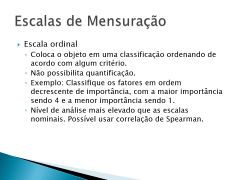 Escalas de Mensuração
Escala ordinal
Coloca o objeto em uma classificação ordenando de
acordo com algum critério.
Não possibilita quantificação.
Exemplo: Classifique os fatores em ordem
decrescente de importância, com a maior importância
sendo 4 e a menor importância sendo 1.
Nível de análise mais elevado que as escalas
nominais. Possível usar correlação de Spearman.